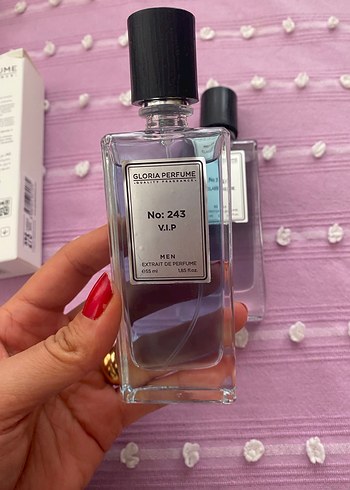 GLORIA PERFUME
QUALITY FRAGRANCE
No: 243
V.I.P
MEN
EXTRAIT DE PERFUME
55 ml 1.85 fl.oz.